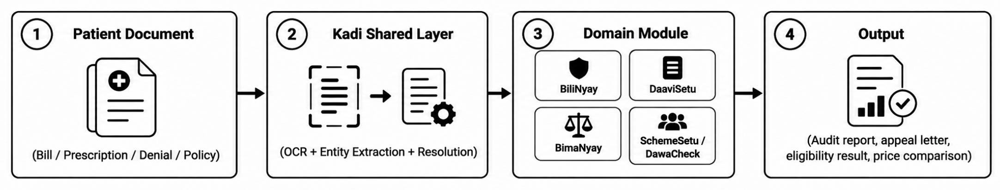 1
Patient Document
(Bill / Prescription / Denial / Policy)
2
Kadi Shared Layer
(OCR + Entity Extraction + Resolution)
3
Domain Module
BiliNyay
DaaviSetu
BimaNyay
SchemeSetu /
DawaCheck
4
Output
(Audit report, appeal letter,
eligibility result, price comparison)